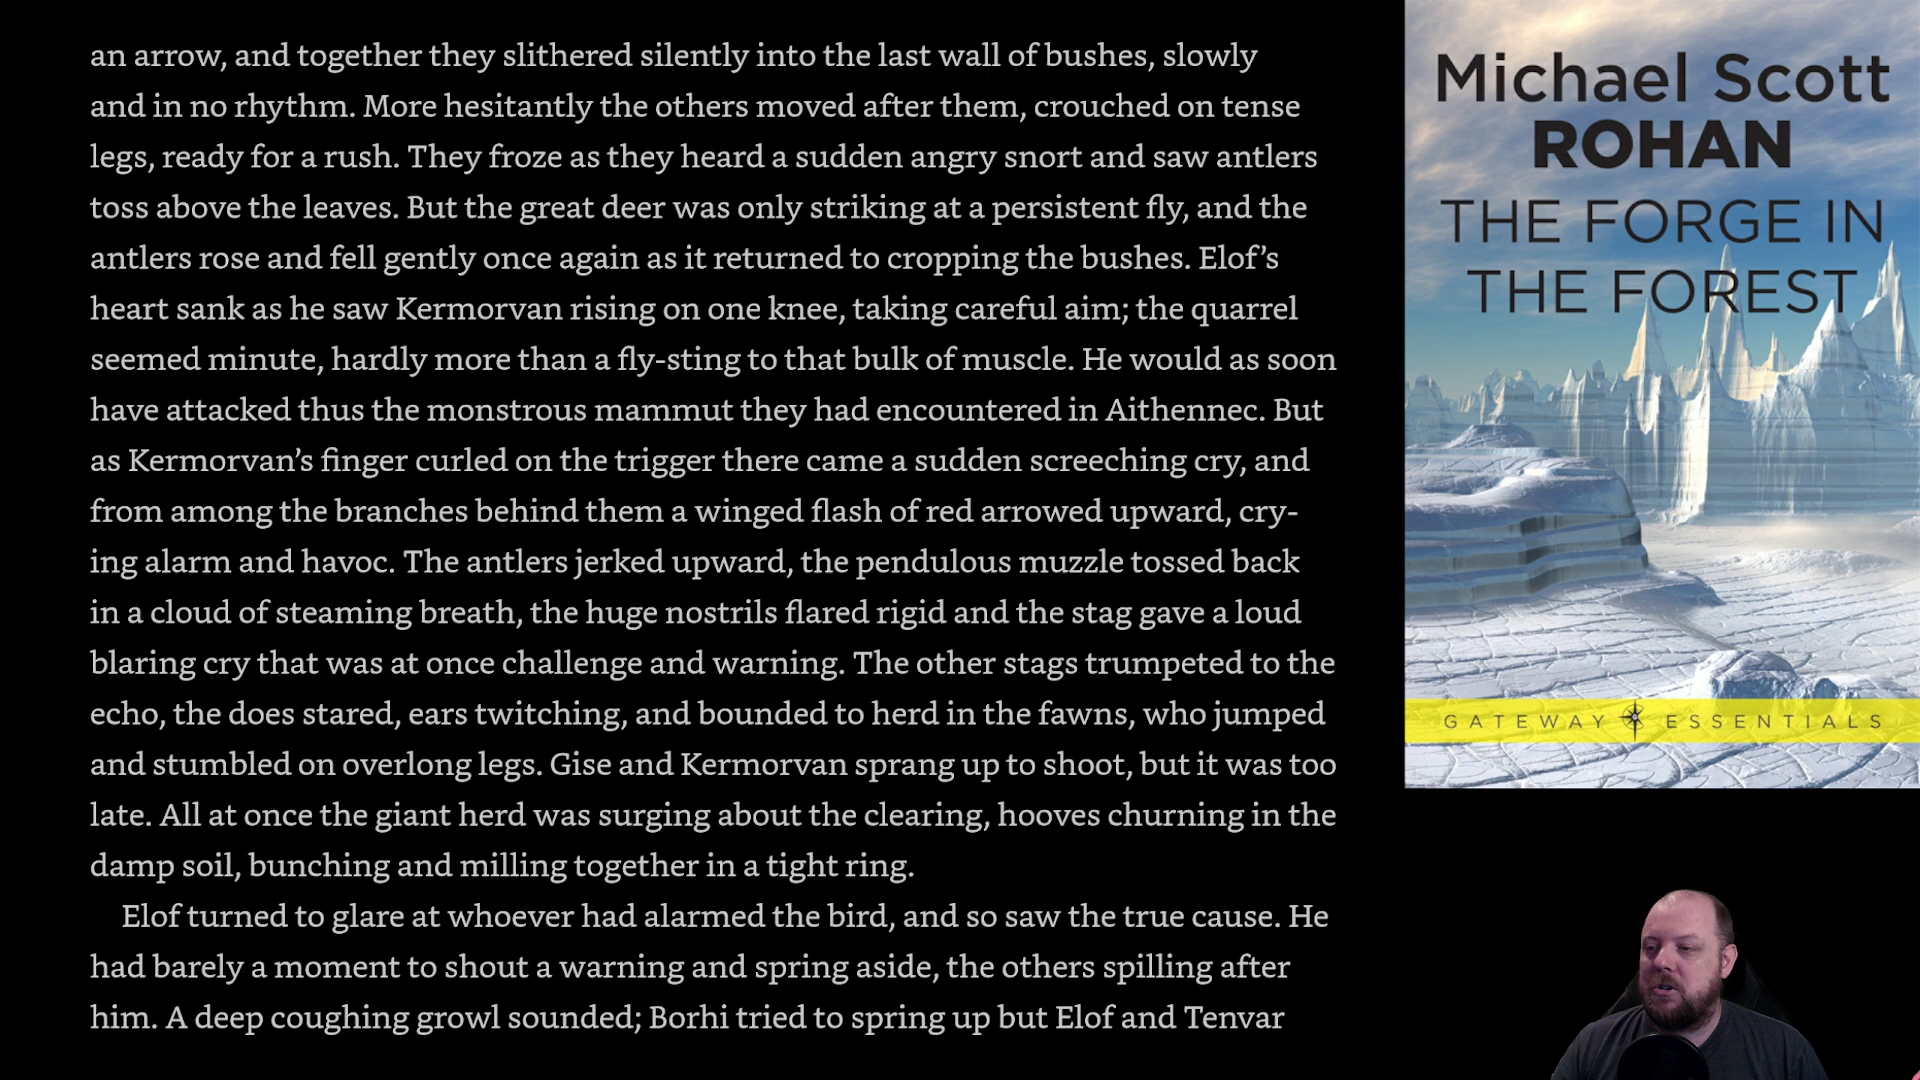 an arrow, and together they slithered silently into the last wall of bushes, slowly
and in no rhythm. More hesitantly the others moved after them, crouched on tense
legs, ready for a rush. They froze as they heard a sudden angry snort and saw antlers
toss above the leaves. But the great deer was only striking at a persistent fly, and the
antlers rose and fell gently once again as it returned to cropping the bushes. Elof’s
heart sank as he saw Kermorvan rising on one knee, taking careful aim; the quarrel
seemed minute, hardly more than a fly-sting to that bulk of muscle. He would as soon
have attacked thus the monstrous mammut they had encountered in Aithennec. But
as Kermorvan’s finger curled on the trigger there came a sudden screeching cry, and
from among the branches behind them a winged flash of red arrowed upward, cry-
ing alarm and havoc. The antlers jerked upward, the pendulous muzzle tossed back
in a cloud of steaming breath, the huge nostrils flared rigid and the stag gave a loud
blaring cry that was at once challenge and warning. The other stags trumpeted to the
echo, the does stared, ears twitching, and bounded to herd in the fawns, who jumped
and stumbled on overlong legs. Gise and Kermorvan sprang up to shoot, but it was too
late. All at once the giant herd was surging about the clearing, hooves churning in the
damp soil, bunching and milling together in a tight ring.
Elof turned to glare at whoever had alarmed the bird, and so saw the true cause. He
had barely a moment to shout a warning and spring aside, the others spilling after
him. A deep coughing growl sounded; Borhi tried to spring up but Elof and Tenvar
Michael Scott
ROHAN
THE FORGE IN
THE FOREST
GATEWAY ESSENTIALS